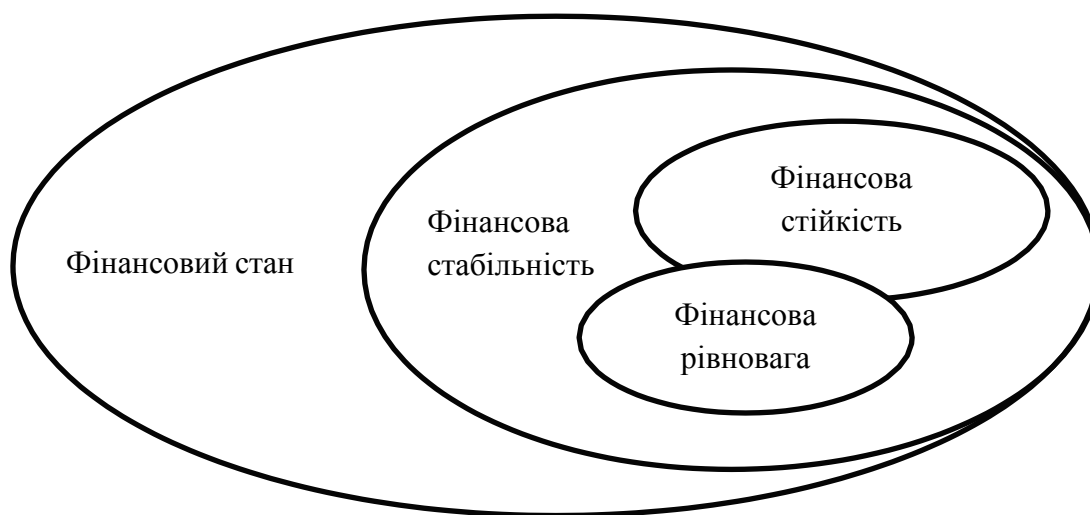 Фінансовий стан
Фінансова
стабільність
Фінансова
стійкість
Фінансова
рівновага